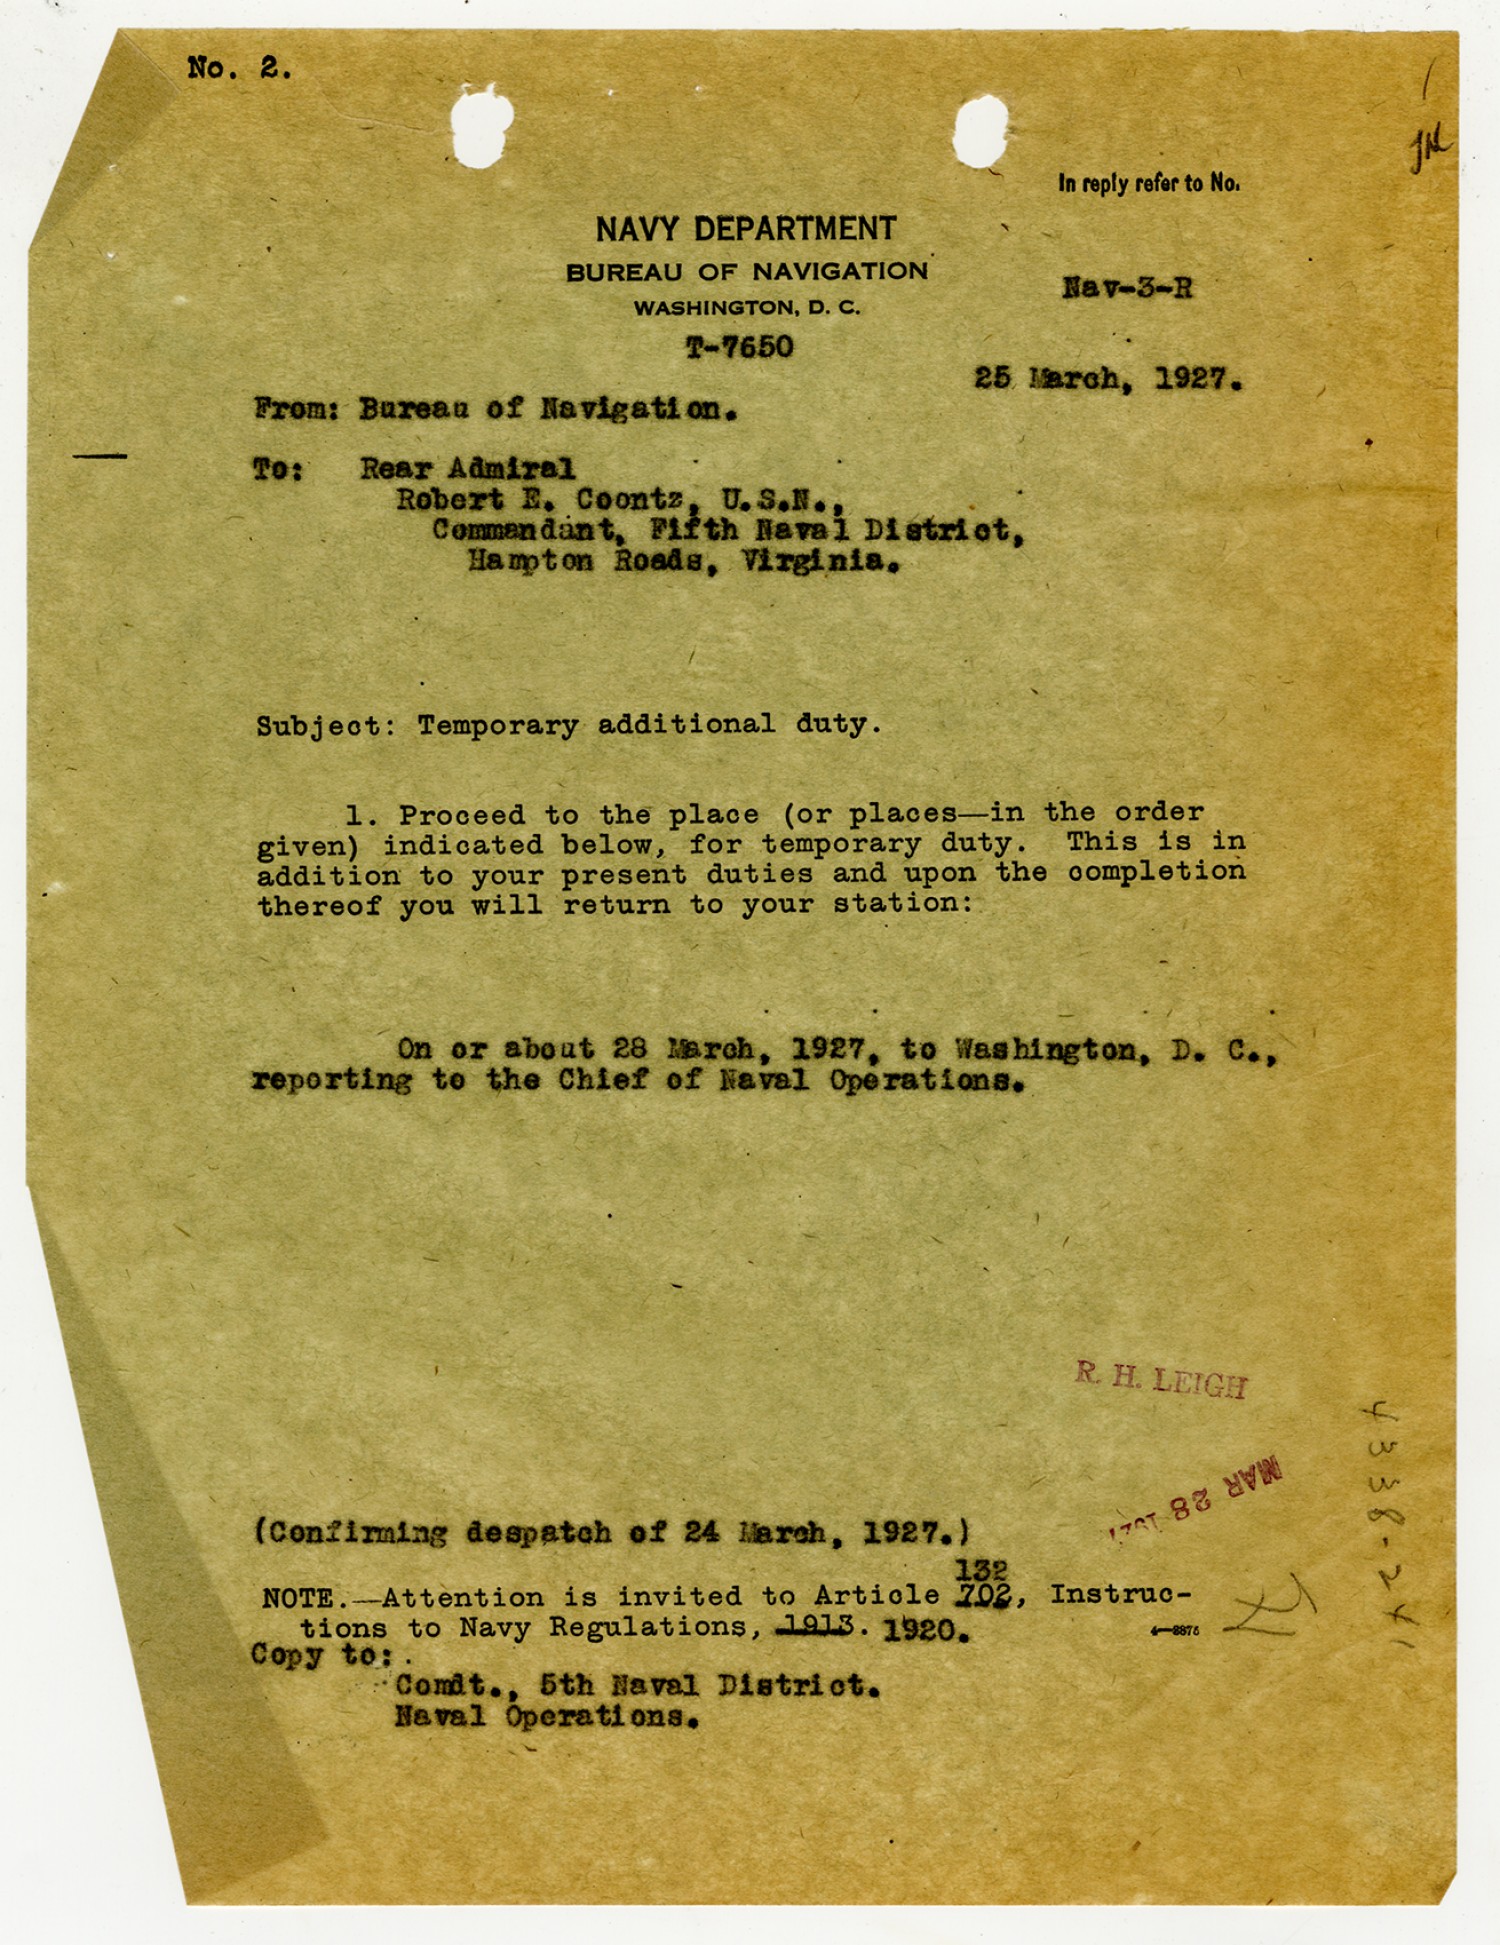 No. 2.
In reply refer to No.
NAVY DEPARTMENT
BUREAU OF NAVIGATION
WASHINGTON, D. C.
Nav-3-R
T-7650
25 March, 1927.
From: Bureau of Navigation.
To: Rear Admiral
Robert E. Coontz, U.S.N.,
Commandant, Fifth Naval District,
Hampton Roads, Virginia.
Subject: Temporary additional duty.
1. Proceed to the place (or places—in the order
given) indicated below, for temporary duty. This is in
addition to your present duties and upon the completion
thereof you will return to your station:
On or about 28 March, 1927, to Washington, D. C.,
reporting to the Chief of Naval Operations.
R. H. LEIGH
MAR 28 1927
(Confirming despatch of 24 March, 1927.)
132
NOTE.—Attention is invited to Article 702, Instruc-
tions to Navy Regulations, 1913. 1920.
Copy to:
Comdt., 5th Naval District.
Naval Operations.